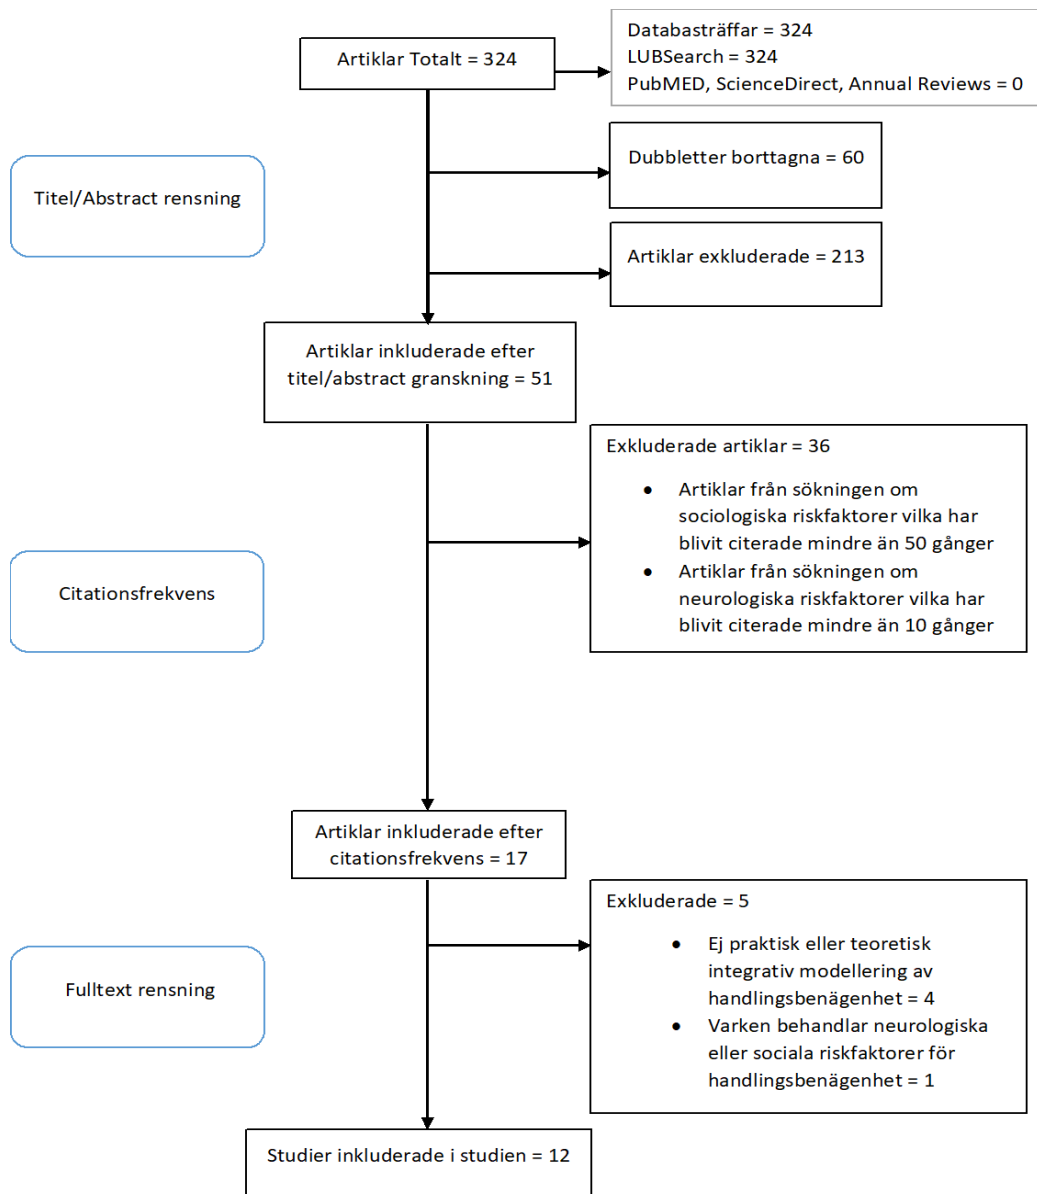 Artiklar Totalt = 324
Databasträffar = 324
LUBSearch = 324
PubMED, ScienceDirect, Annual Reviews = 0
Titel/Abstract rensning
Dubbletter borttagna = 60
Artiklar exkluderade = 213
Artiklar inkluderade efter
titel/abstract granskning = 51
Exkluderade artiklar = 36
• Artiklar från sökningen om
sociologiska riskfaktorer vilka har
blivit citerade mindre än 50 gånger
• Artiklar från sökningen om
neurologiska riskfaktorer vilka har
blivit citerade mindre än 10 gånger
Citationsfrekvens
Artiklar inkluderade efter
citationsfrekvens = 17
Exkluderade = 5
• Ej praktisk eller teoretisk
integrativ modellering av
handlingsbenägenhet = 4
• Varken behandlar neurologiska
eller sociala riskfaktorer för
handlingsbenägenhet = 1
Fulltext rensning
Studier inkluderade i studien = 12